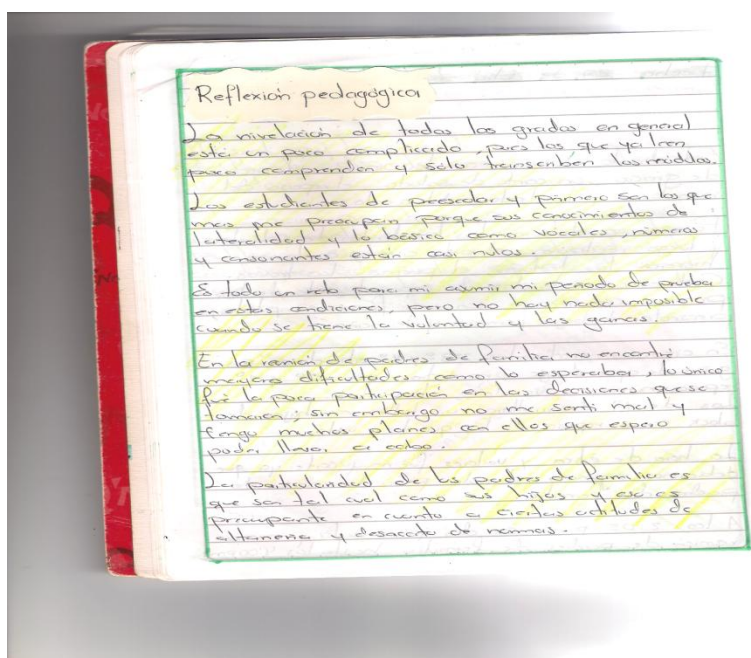 Reflexión pedagógica
La nivelación de todos los grados en general
está un poco complicado, pues los que ya leen
poco comprenden y solo transcriben los módulos.
Los estudiantes de preescolar y primero son los que
mas me preocupan porque sus conocimientos de
lateralidad y lo básico como vocales, números
y consonantes están casi nulos.
Es todo un reto para mi asumir mi periodo de prueba
en estas condiciones, pero no hay nada imposible
cuando se tiene la voluntad y las ganas.
En la reunión de padres de familia no encontré
mayores dificultades como lo esperaba, lo único
fué la poca participación en las decisiones que se
tomaron; sin embargo no me sentí mal y
tengo muchos planes con ellos que espero
poder llevar a cabo.
La particularidad de los padres de familia es
que son tal cual como sus hijos y eso es
preocupante en cuanto a ciertas actitudes de
altanería y desacato de normas.